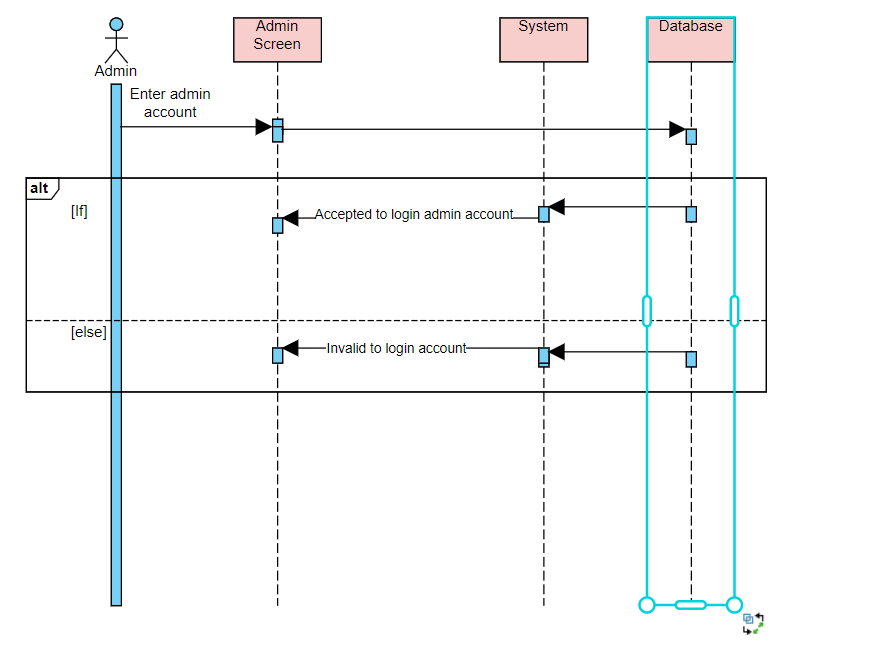 Admin
Screen
System
Database
Admin
Enter admin
account
alt
[If]
Accepted to login admin account
[else]
Invalid to login account